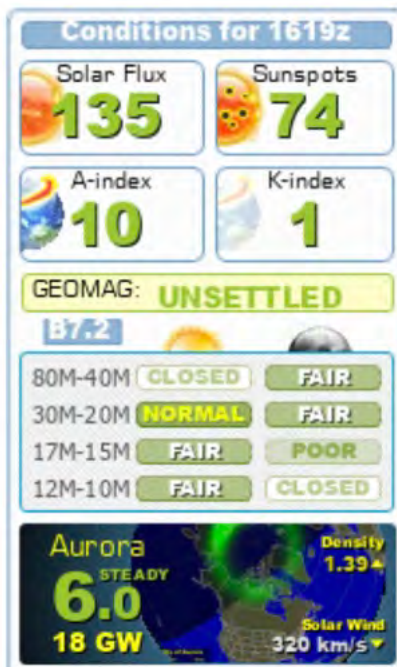 Conditions for 1619z
Solar Flux
135
Sunspots
74
A-index
10
K-index
1
GEOMAG: UNSETTLED
B7.2
80M-40M CLOSED FAIR
30M-20M NORMAL FAIR
17M-15M FAIR POOR
12M-10M FAIR CLOSED
Aurora
6.0 STEADY
18 GW
Density
1.39
Solar Wind
320 km/s